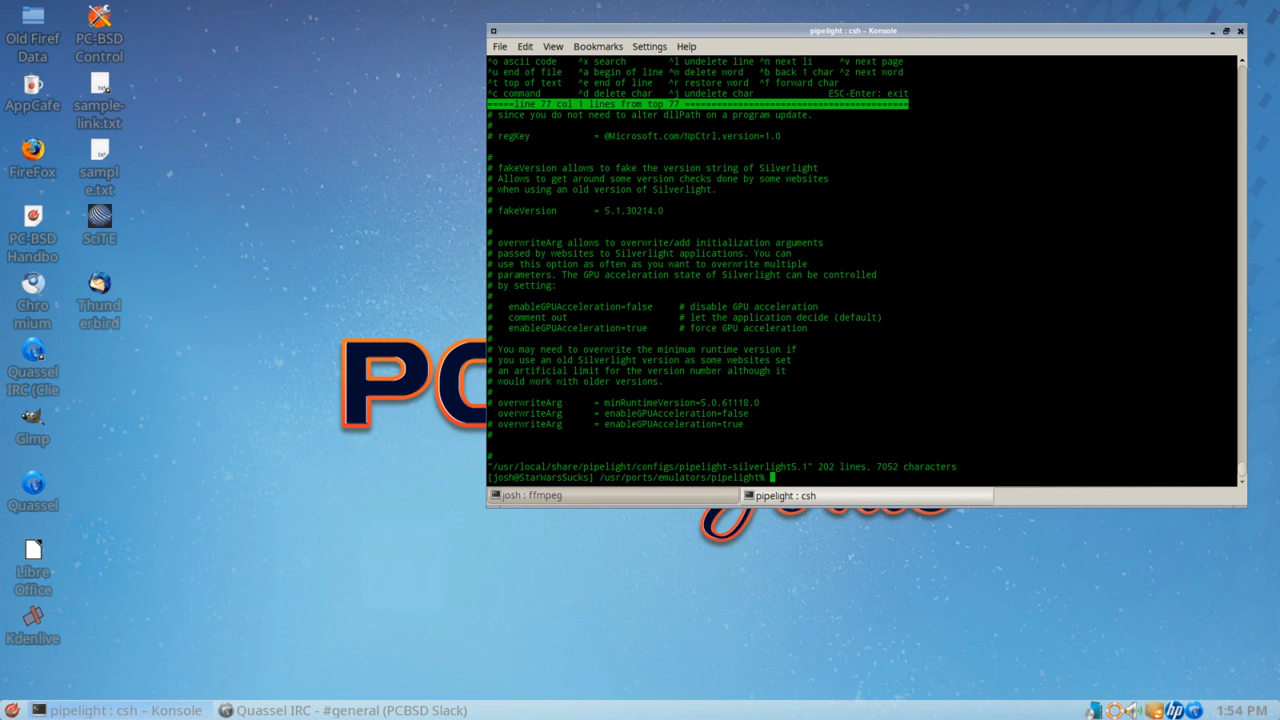 Old Firef
Data
PC-BSD
Control
AppCafe
sample-
link.txt
FireFox
sampl
e.txt
PC-BSD
Handbo
SciTE
Chro
mium
Thund
erbird
Quassel
IRC (Clie
Gimp
Quassel
Libre
Office
Kdenlive
PC
pipelight : csh – Konsole
File Edit View Bookmarks Settings Help
^o ascii code ^x search ^l undelete line ^n next li ^v next page
^u end of file ^a begin of line ^w delete word ^b back 1 char ^z next word
^t top of text ^e end of line ^r restore word ^f forward char
^c command ^d delete char ^j undelete char ESC-Enter: exit
=====line 77 col 1 lines from top 77 ==========================================
# since you do not need to alter dllPath on a program update.
#
# regKey = @Microsoft.com/NpCtrl,version=1.0
#
# fakeVersion allows to fake the version string of Silverlight
# Allows to get around some version checks done by some websites
# when using an old version of Silverlight.
#
# fakeVersion = 5.1.30214.0
#
# overwriteArg allows to overwrite/add initialization arguments
# passed by websites to Silverlight applications. You can
# use this option as often as you want to overwrite multiple
# parameters. The GPU acceleration state of Silverlight can be controlled
# by setting:
#
# enableGPUAcceleration=false # disable GPU acceleration
# comment out # let the application decide (default)
# enableGPUAcceleration=true # force GPU acceleration
#
# You may need to overwrite the minimum runtime version if
# you use an old Silverlight version as some websites set
# an artificial limit for the version number although it
# would work with older versions.
#
# overwriteArg = minRuntimeVersion=5.0.61118.0
overwriteArg = enableGPUAcceleration=false
# overwriteArg = enableGPUAcceleration=true
#
#
"/usr/local/share/pipelight/configs/pipelight-silverlight5.1" 202 lines, 7052 characters
[josh@StarWarsSucks] /usr/ports/emulators/pipelight%
josh : ffmpeg
pipelight : csh
pipelight : csh – Konsole
Quassel IRC - #general (PCBSD Slack)
hp
1:54 PM